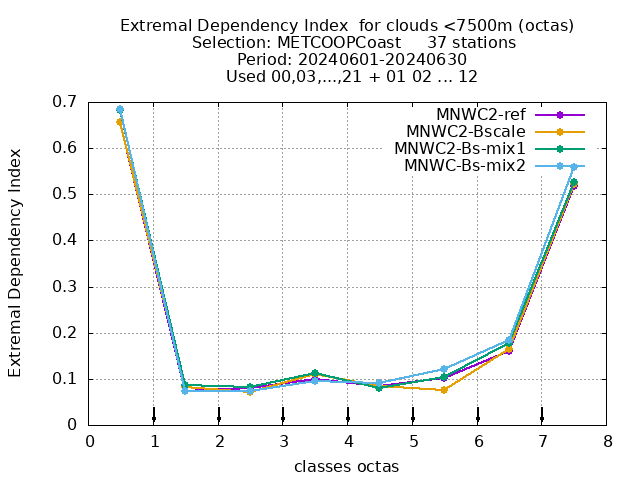 Extremal Dependency Index  for clouds <7500m (octas)
Selection: METCOOPCoast     37 stations
Period: 20240601-20240630
Used 00,03,...,21 + 01 02 ... 12
MNWC2-ref
MNWC2-Bscale
MNWC2-Bs-mix1
MNWC-Bs-mix2
Extremal Dependency Index
0.7
0.6
0.5
0.4
0.3
0.2
0.1
0
0 1 2 3 4 5 6 7 8
classes octas